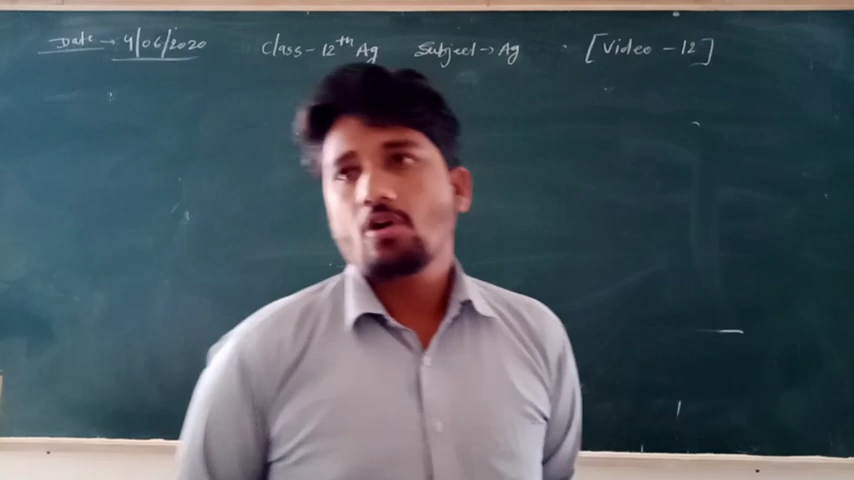 Date → 4/06/2020 Class - 12th Ag Subject → Ag [Video - 12]